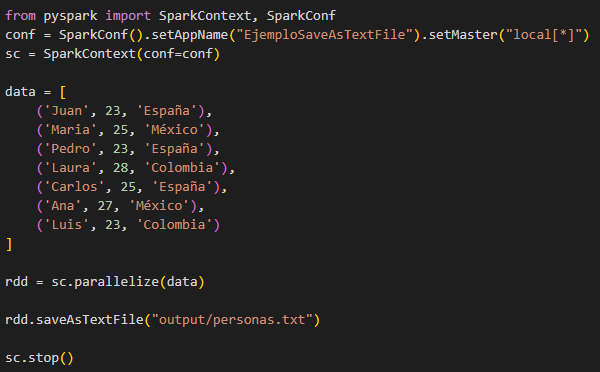 from pyspark import SparkContext, SparkConf
conf = SparkConf().setAppName("EjemploSaveAsTextFile").setMaster("local[*]")
sc = SparkContext(conf=conf)

data = [
    ('Juan', 23, 'España'),
    ('Maria', 25, 'México'),
    ('Pedro', 23, 'España'),
    ('Laura', 28, 'Colombia'),
    ('Carlos', 25, 'España'),
    ('Ana', 27, 'México'),
    ('Luis', 23, 'Colombia')
]

rdd = sc.parallelize(data)

rdd.saveAsTextFile("output/personas.txt")

sc.stop()